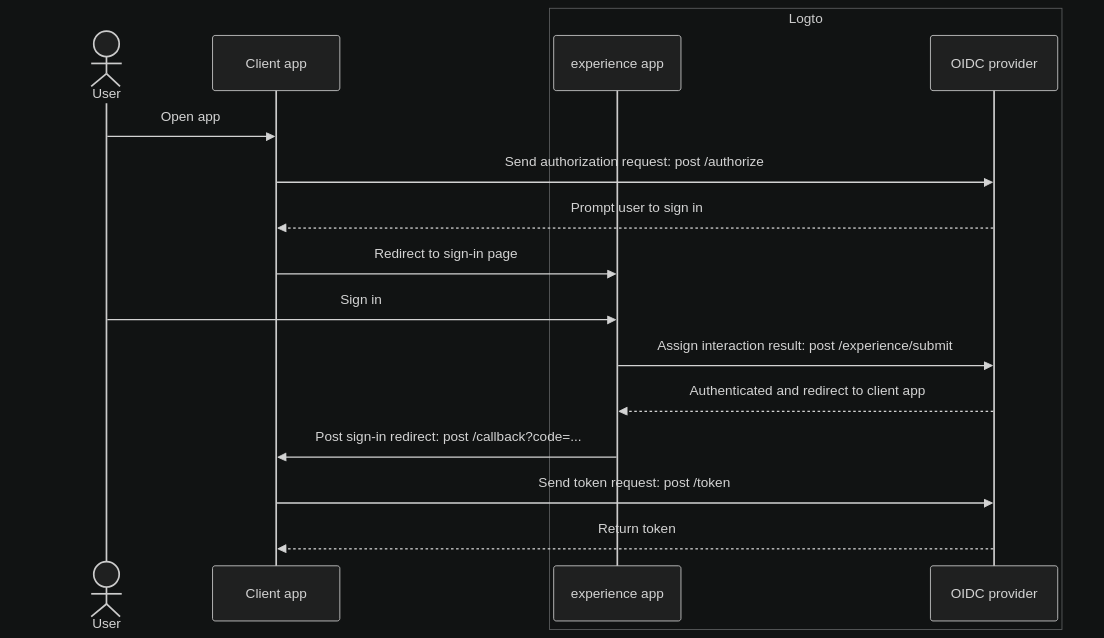 Logto
Client app
experience app
OIDC provider
User
Open app
Send authorization request: post /authorize
Prompt user to sign in
Redirect to sign-in page
Sign in
Assign interaction result: post /experience/submit
Authenticated and redirect to client app
Post sign-in redirect: post /callback?code=...
Send token request: post /token
Return token
Client app
experience app
OIDC provider
User